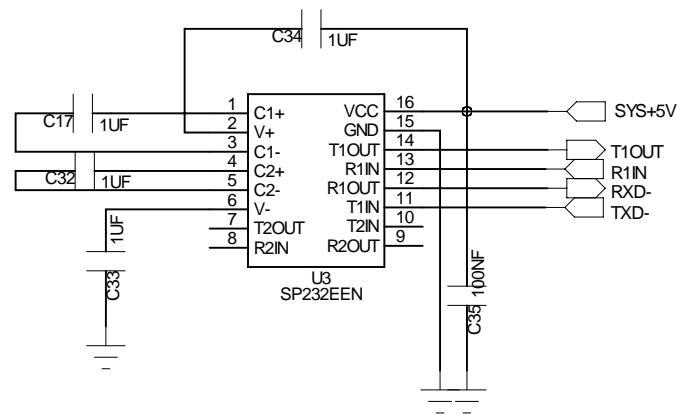 C34
1UF
C17
1UF
C32
1UF
1UF
C33
1 C1+ VCC 16
2 V+ GND 15
3 C1- T1OUT 14
4 C2+ R1IN 13
5 C2- R1OUT 12
6 V- T1IN 11
7 T2OUT T2IN 10
8 R2IN R2OUT 9
U3
SP232EEN
SYS+5V
T1OUT
R1IN
RXD-
TXD-
100NF
C35